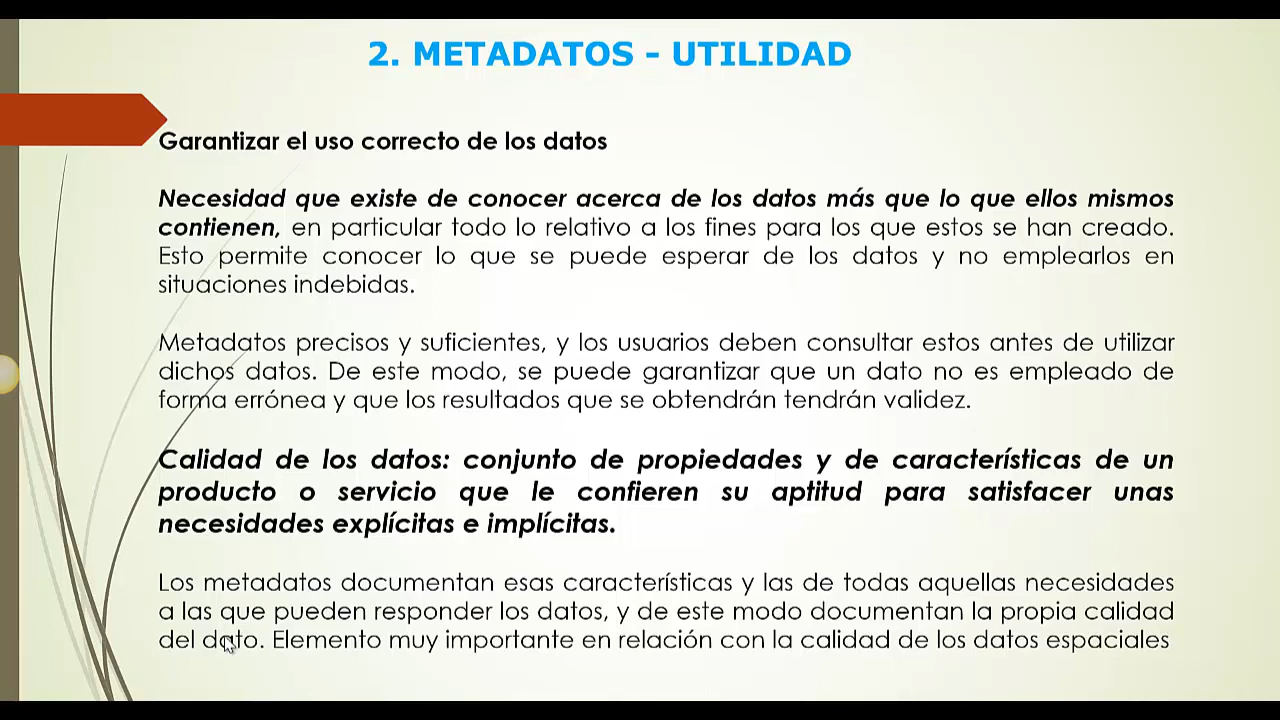 2. METADATOS - UTILIDAD
Garantizar el uso correcto de los datos
Necesidad que existe de conocer acerca de los datos más que lo que ellos mismos
contienen, en particular todo lo relativo a los fines para los que estos se han creado.
Esto permite conocer lo que se puede esperar de los datos y no emplearlos en
situaciones indebidas.
Metadatos precisos y suficientes, y los usuarios deben consultar estos antes de utilizar
dichos datos. De este modo, se puede garantizar que un dato no es empleado de
forma errónea y que los resultados que se obtendrán tendrán validez.
Calidad de los datos: conjunto de propiedades y de características de un
producto o servicio que le confieren su aptitud para satisfacer unas
necesidades explícitas e implícitas.
Los metadatos documentan esas características y las de todas aquellas necesidades
a las que pueden responder los datos, y de este modo documentan la propia calidad
del dato. Elemento muy importante en relación con la calidad de los datos espaciales